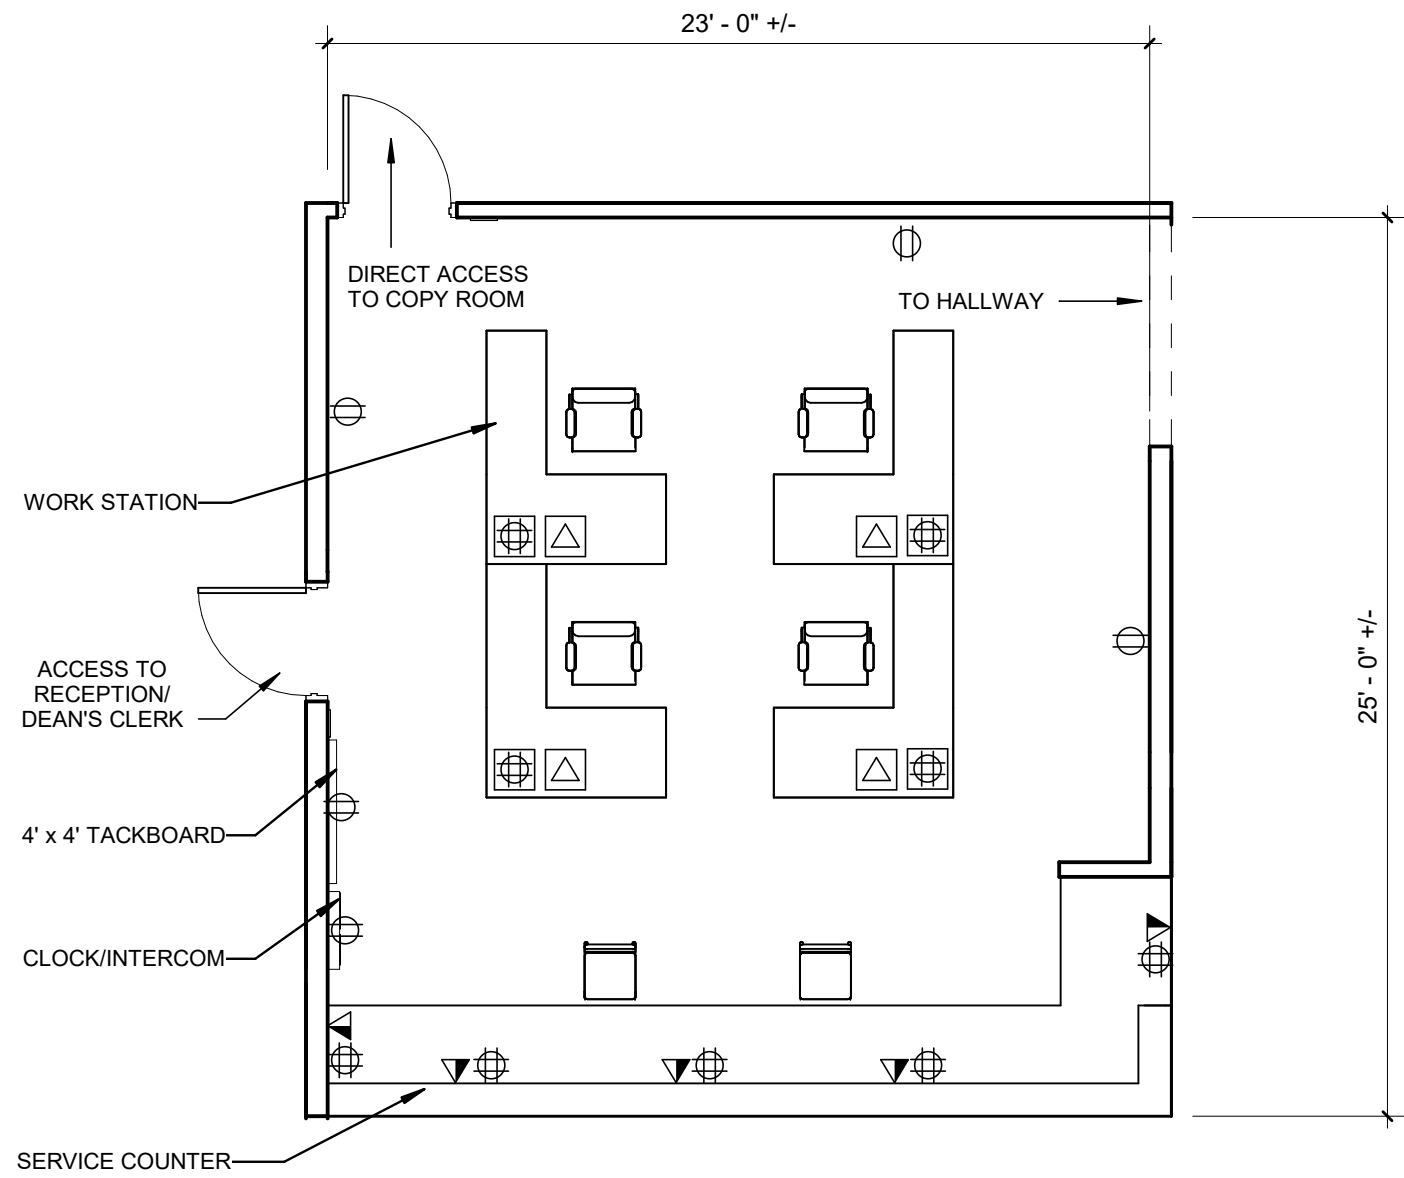 23' - 0" +/-
DIRECT ACCESS
TO COPY ROOM
TO HALLWAY
WORK STATION
25' - 0" +/-
ACCESS TO
RECEPTION/
DEAN'S CLERK
4' x 4' TACKBOARD
CLOCK/INTERCOM
SERVICE COUNTER